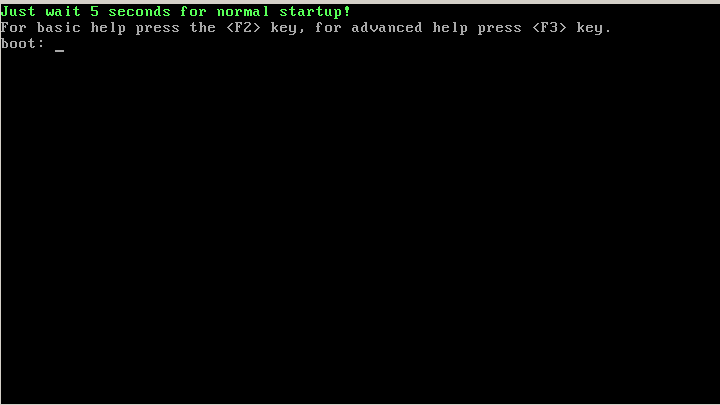 Just wait 5 seconds for normal startup!
For basic help press the <F2> key, for advanced help press <F3> key.
boot: _